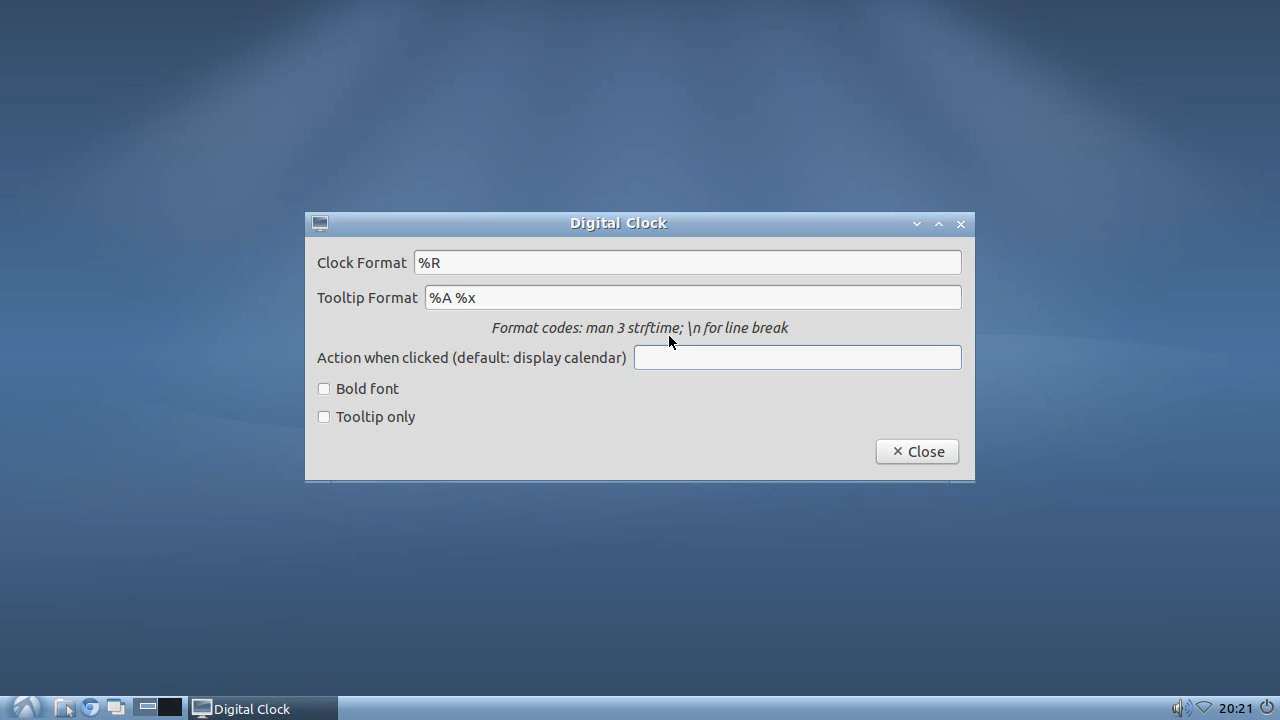 Digital Clock
Clock Format %R
Tooltip Format %A %x
Format codes: man 3 strftime; \n for line break
Action when clicked (default: display calendar)
Bold font
Tooltip only
Close
Digital Clock 20:21